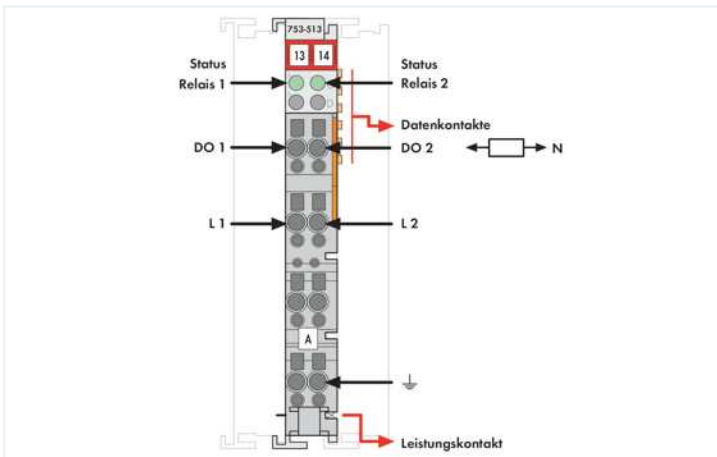 753-513
13 14
Status
Relais 1
Status
Relais 2
Datenkontakte
DO 1
DO 2
N
L 1
L 2
A
Leistungskontakt